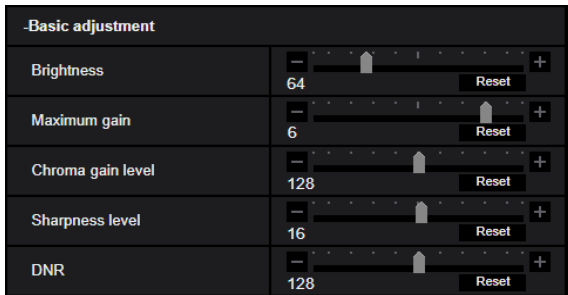 -Basic adjustment
Brightness
64 Reset
Maximum gain
6 Reset
Chroma gain level
128 Reset
Sharpness level
16 Reset
DNR
128 Reset